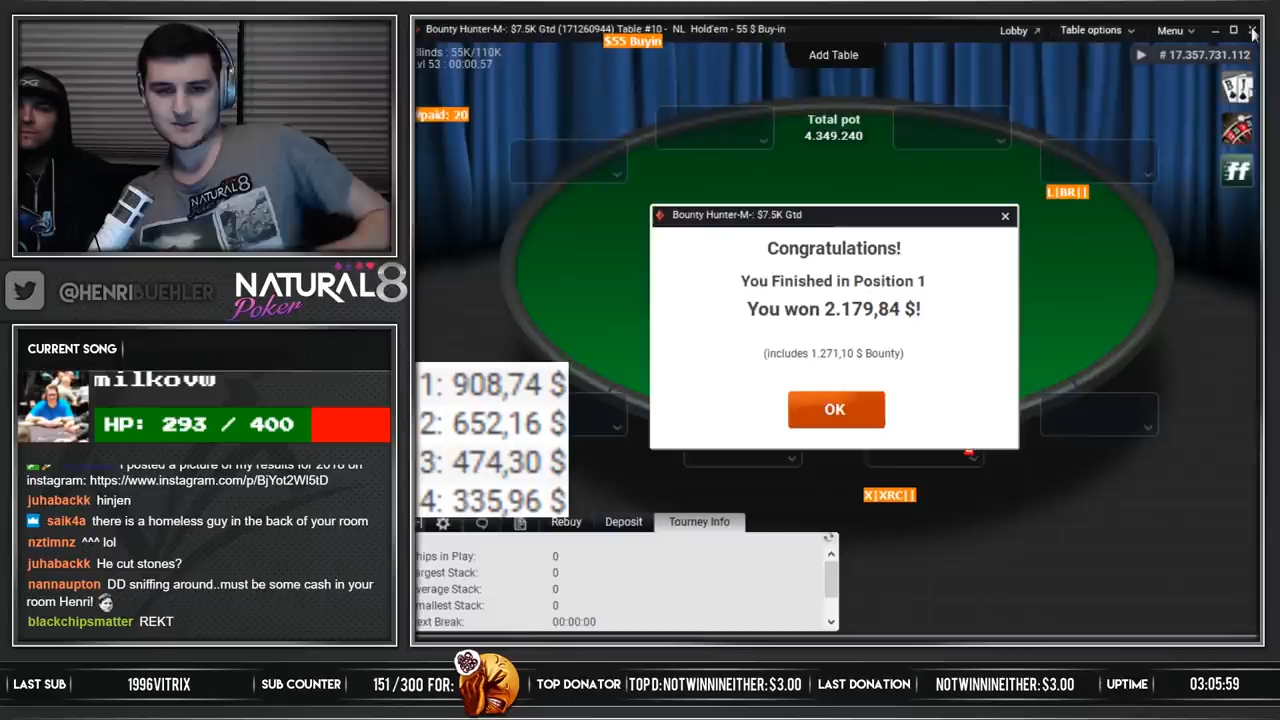 Bounty Hunter-M-: $7.5K Gtd (171260944) Table #10 - NL Hold'em - 55 $ Buy-in
Lobby
Table options
Menu
$55 Buyin
Blinds: 55K/110K
Lvl 53 : 00:00:57
Add Table
# 17.357.731.112
paid: 20
Total pot
4.349.240
L|BR||
ff
NATURAL8
Bounty Hunter-M-: $7.5K Gtd
Congratulations!
You Finished in Position 1
You won 2.179,84 $!
(includes 1.271,10 $ Bounty)
OK
@HENRIBUEHLER
NATURAL8
Poker
CURRENT SONG
milkovw
HP: 293 / 400
I posted a picture of my results for 2018 on
instagram: https://www.instagram.com/p/BjYot2Wl5tD
juhabackk hinjen
saik4a there is a homeless guy in the back of your room
nztimnz ^^^ lol
juhabackk He cut stones?
nannaupton DD sniffing around..must be some cash in your
room Henri!
blackchipsmatter REKT
1: 908,74 $
2: 652,16 $
3: 474,30 $
4: 335,96 $
X|XRC||
Rebuy
Deposit
Tourney Info
hips in Play: 0
argest Stack: 0
verage Stack: 0
mallest Stack: 0
ext Break: 00:00:00
LAST SUB
1996VITRIX
SUB COUNTER
151/300 FOR:
TOP DONATOR
TOP D: NOTWINNINEITHER: $3.00
LAST DONATION
NOTWINNINEITHER: $3.00
UPTIME
03:05:59